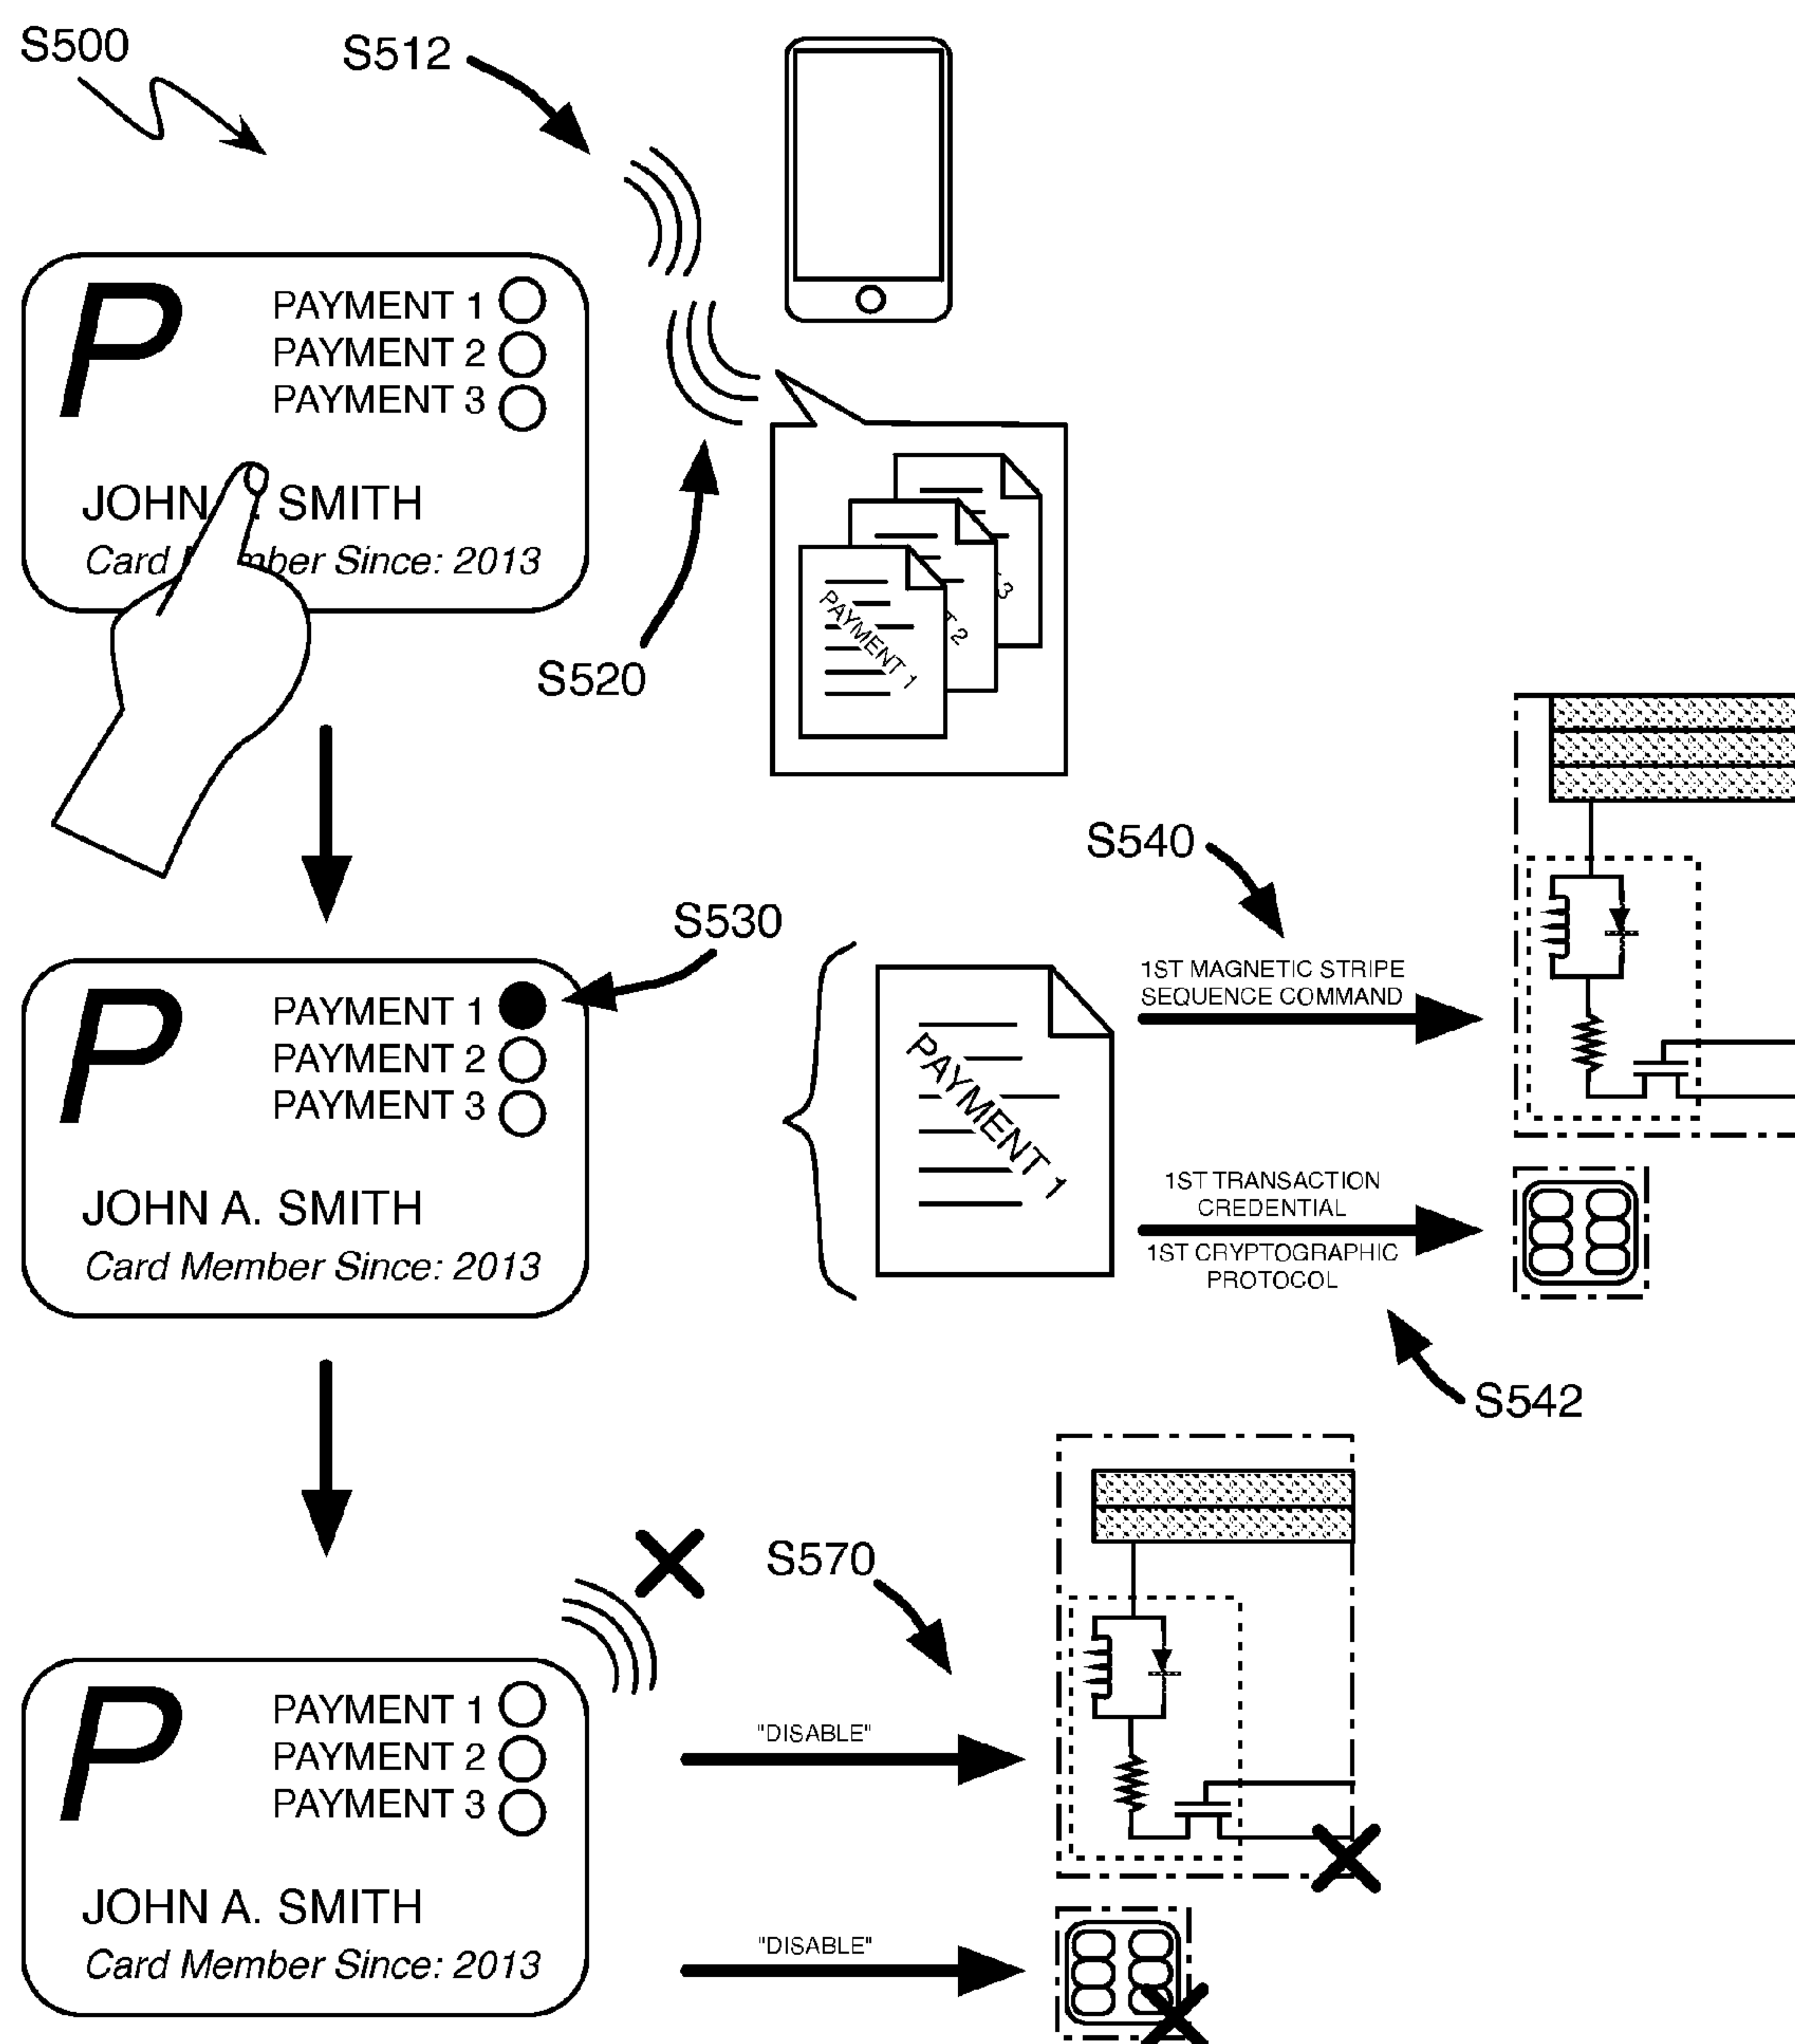 S500
S512
P
PAYMENT 1
PAYMENT 2
PAYMENT 3
JOHN SMITH
Card mber Since: 2013
S520
PAYMENT 1
T 2
3
S540
S530
P
PAYMENT 1
PAYMENT 2
PAYMENT 3
JOHN A. SMITH
Card Member Since: 2013
PAYMENT 1
1ST MAGNETIC STRIPE
SEQUENCE COMMAND
1ST TRANSACTION
CREDENTIAL
1ST CRYPTOGRAPHIC
PROTOCOL
S542
S570
P
PAYMENT 1
PAYMENT 2
PAYMENT 3
JOHN A. SMITH
Card Member Since: 2013
"DISABLE"
"DISABLE"